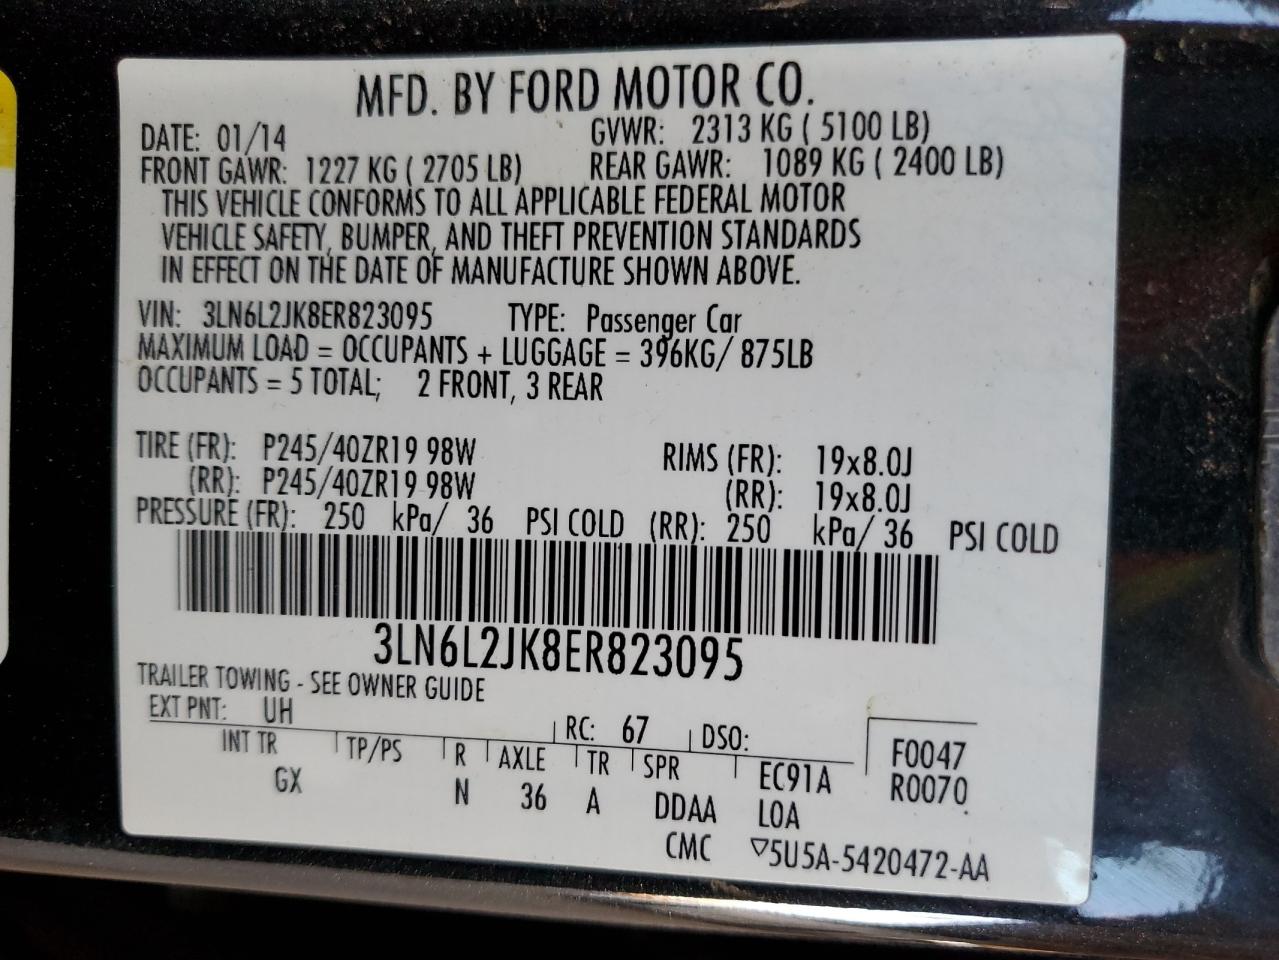 MFD. BY FORD MOTOR CO.
DATE: 01/14 GVWR: 2313 KG ( 5100 LB)
FRONT GAWR: 1227 KG ( 2705 LB) REAR GAWR: 1089 KG ( 2400 LB)
THIS VEHICLE CONFORMS TO ALL APPLICABLE FEDERAL MOTOR
VEHICLE SAFETY, BUMPER, AND THEFT PREVENTION STANDARDS
IN EFFECT ON THE DATE OF MANUFACTURE SHOWN ABOVE.
VIN: 3LN6L2JK8ER823095 TYPE: Passenger Car
MAXIMUM LOAD = OCCUPANTS + LUGGAGE = 396KG/ 875LB
OCCUPANTS = 5 TOTAL; 2 FRONT, 3 REAR
TIRE (FR): P245/40ZR19 98W RIMS (FR): 19x8.0J
(RR): P245/40ZR19 98W (RR): 19x8.0J
PRESSURE (FR): 250 kPa/ 36 PSI COLD (RR): 250 kPa/ 36 PSI COLD
3LN6L2JK8ER823095
TRAILER TOWING - SEE OWNER GUIDE
EXT PNT: UH RC: 67 DSO: F0047
INT TR TP/PS R AXLE TR SPR EC91A R0070
GX N 36 A DDAA LOA
CMC ▽5U5A-5420472-AA